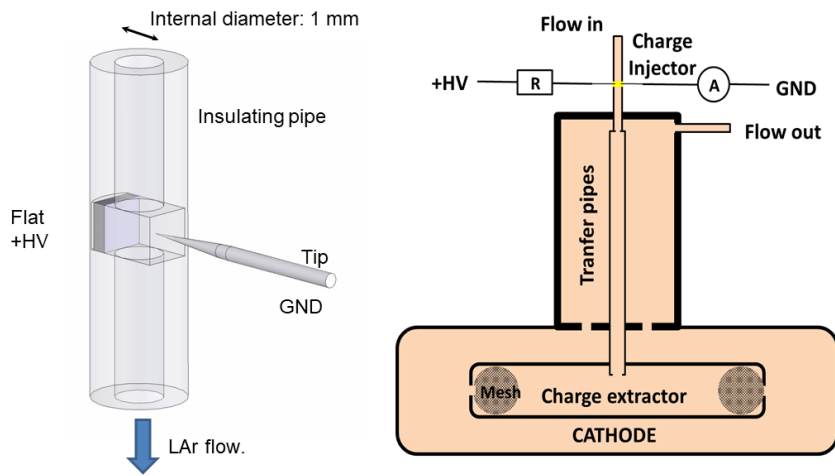 Internal diameter: 1 mm
Insulating pipe
Flat
+HV
Tip
GND
LAr flow.
Flow in
Charge
Injector
+HV
R
A
GND
Flow out
Tranfer pipes
Mesh
Charge extractor
CATHODE